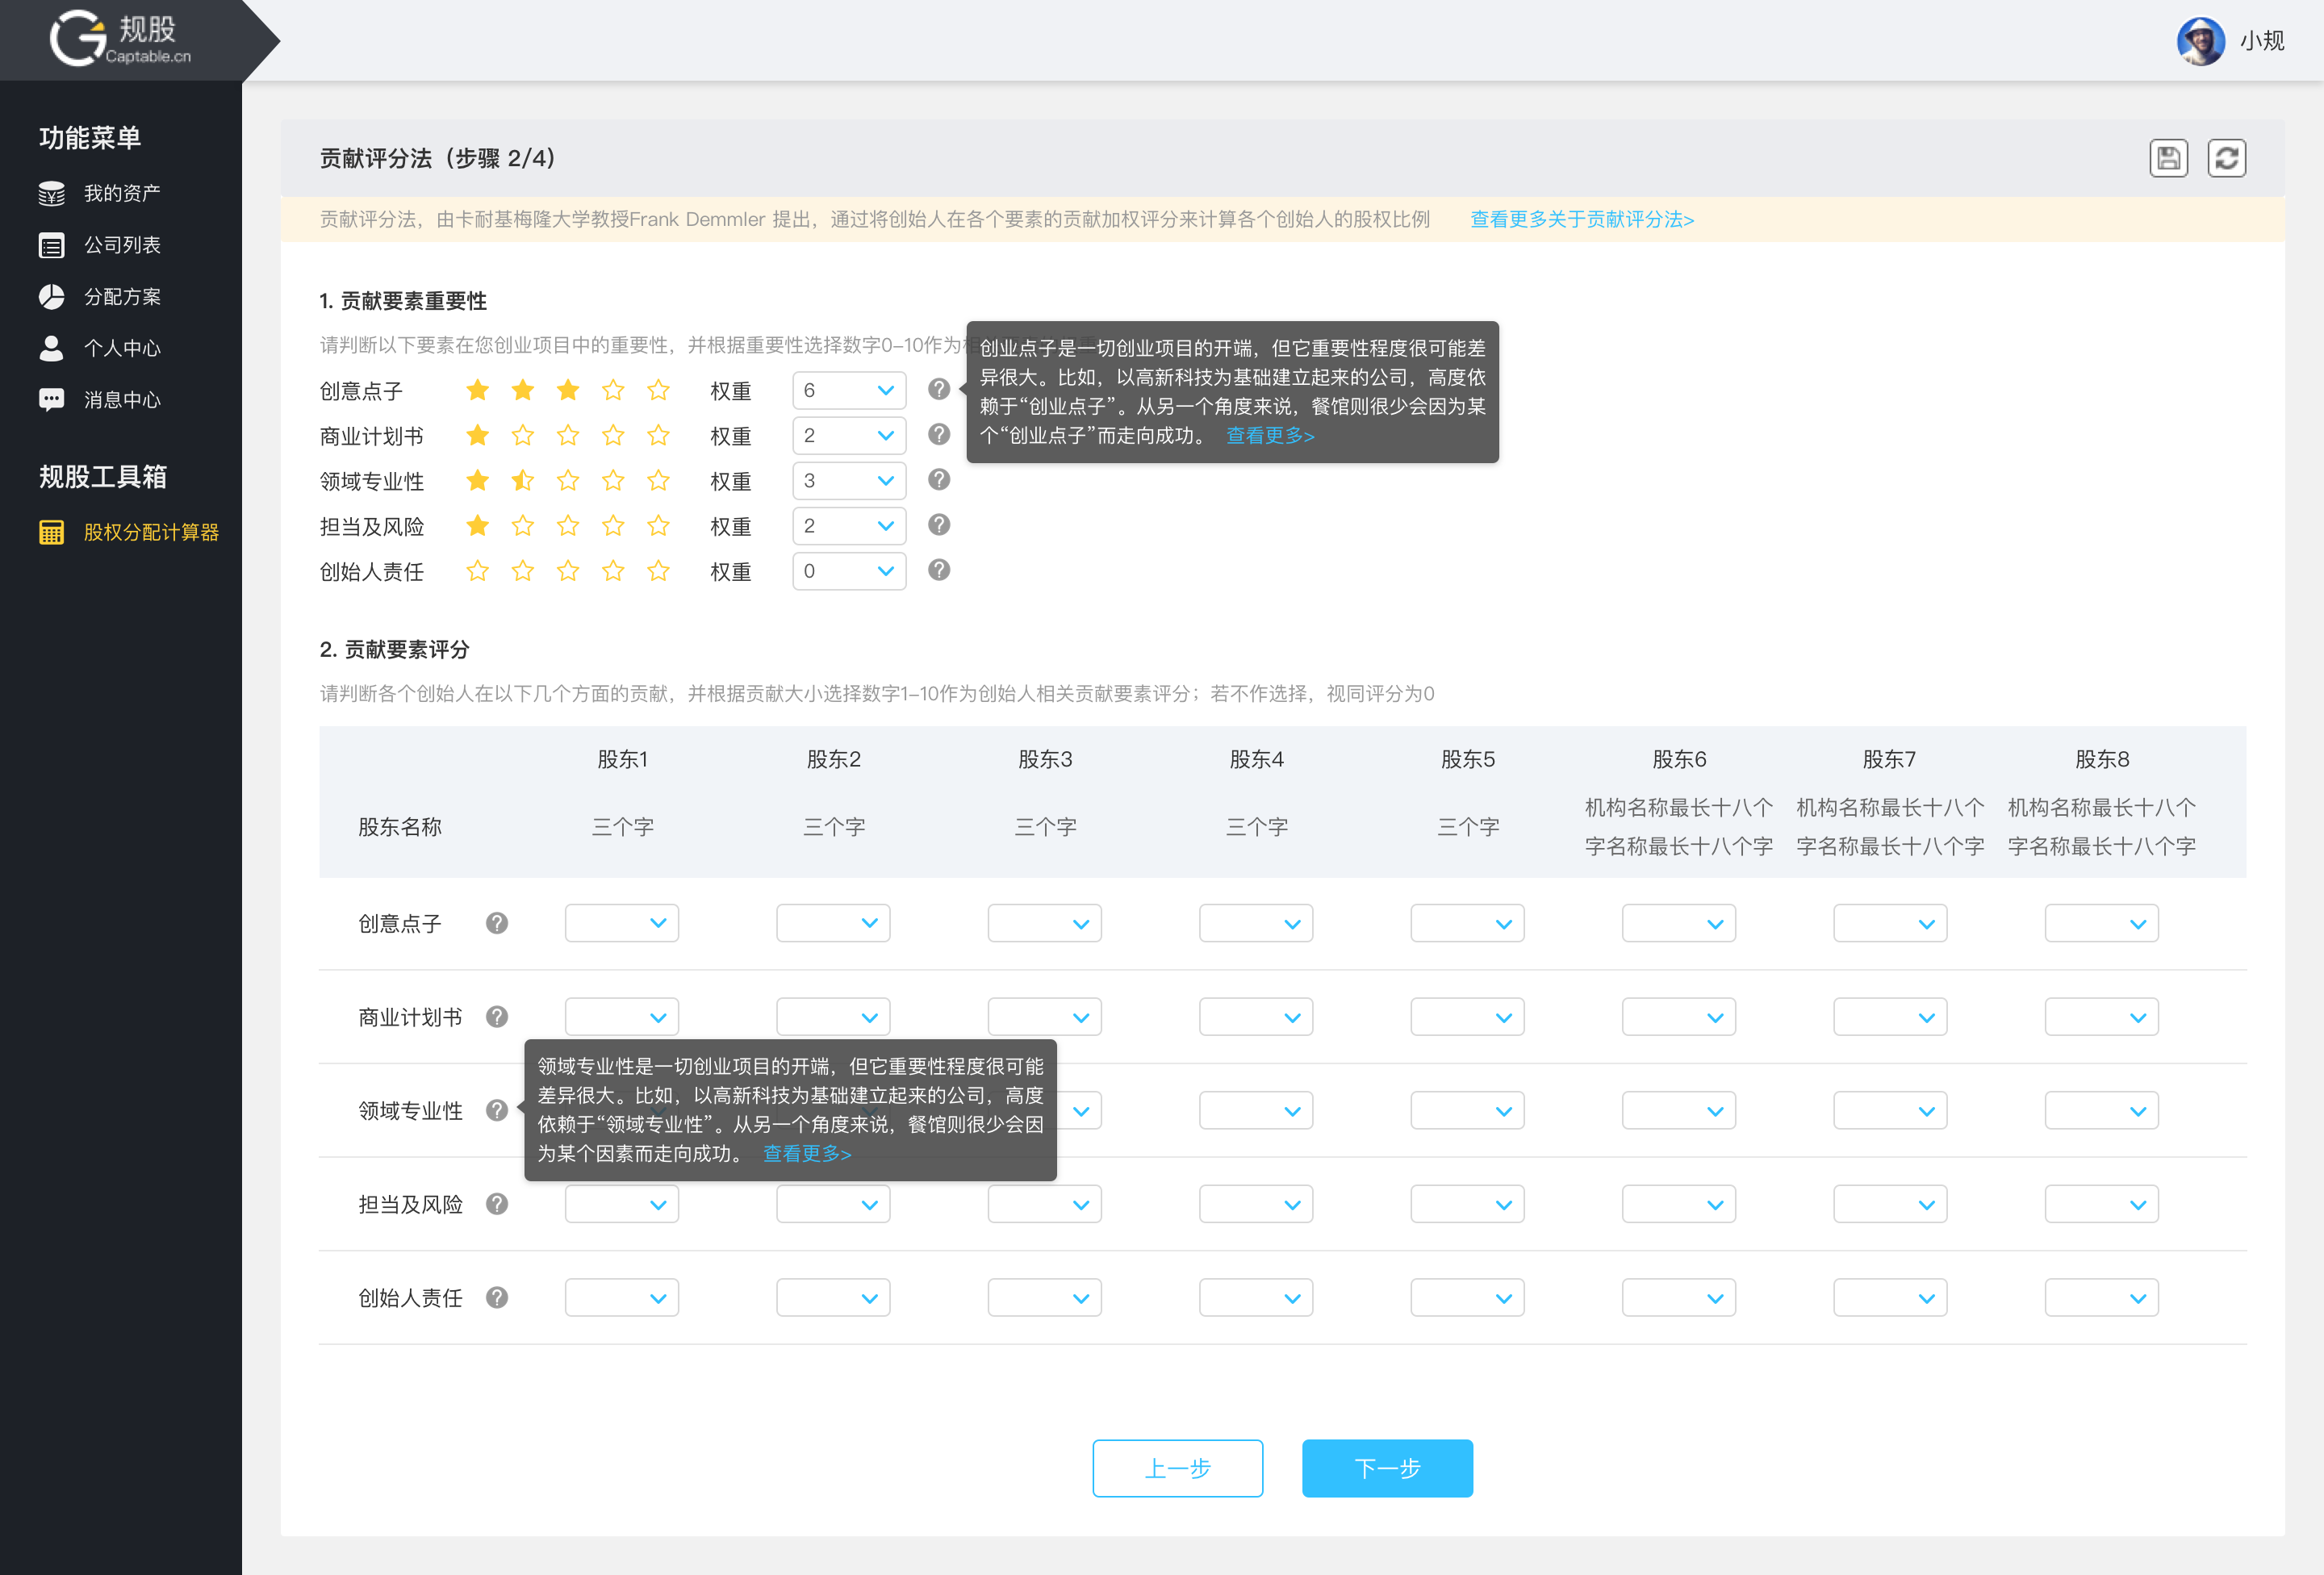 规股
Captable.cn
小规
功能菜单
我的资产
公司列表
分配方案
个人中心
消息中心
规股工具箱
股权分配计算器
贡献评分法（步骤 2/4）
贡献评分法，由卡耐基梅隆大学教授Frank Demmler 提出，通过将创始人在各个要素的贡献加权评分来计算各个创始人的股权比例 查看更多关于贡献评分法>
1. 贡献要素重要性
请判断以下要素在您创业项目中的重要性，并根据重要性选择数字0-10作为
创意点子 权重 6
商业计划书 权重 2
领域专业性 权重 3
担当及风险 权重 2
创始人责任 权重 0
创业点子是一切创业项目的开端，但它重要性程度很可能差
异很大。比如，以高新科技为基础建立起来的公司，高度依
赖于“创业点子”。从另一个角度来说，餐馆则很少会因为某
个“创业点子”而走向成功。 查看更多>
2. 贡献要素评分
请判断各个创始人在以下几个方面的贡献，并根据贡献大小选择数字1-10作为创始人相关贡献要素评分；若不作选择，视同评分为0
股东1 股东2 股东3 股东4 股东5 股东6 股东7 股东8
股东名称 三个字 三个字 三个字 三个字 三个字 机构名称最长十八个 机构名称最长十八个 机构名称最长十八个
字名称最长十八个字 字名称最长十八个字 字名称最长十八个字
创意点子
商业计划书
领域专业性
领域专业性是一切创业项目的开端，但它重要性程度很可能
差异很大。比如，以高新科技为基础建立起来的公司，高度
依赖于“领域专业性”。从另一个角度来说，餐馆则很少会因
为某个因素而走向成功。 查看更多>
担当及风险
创始人责任
上一步 下一步